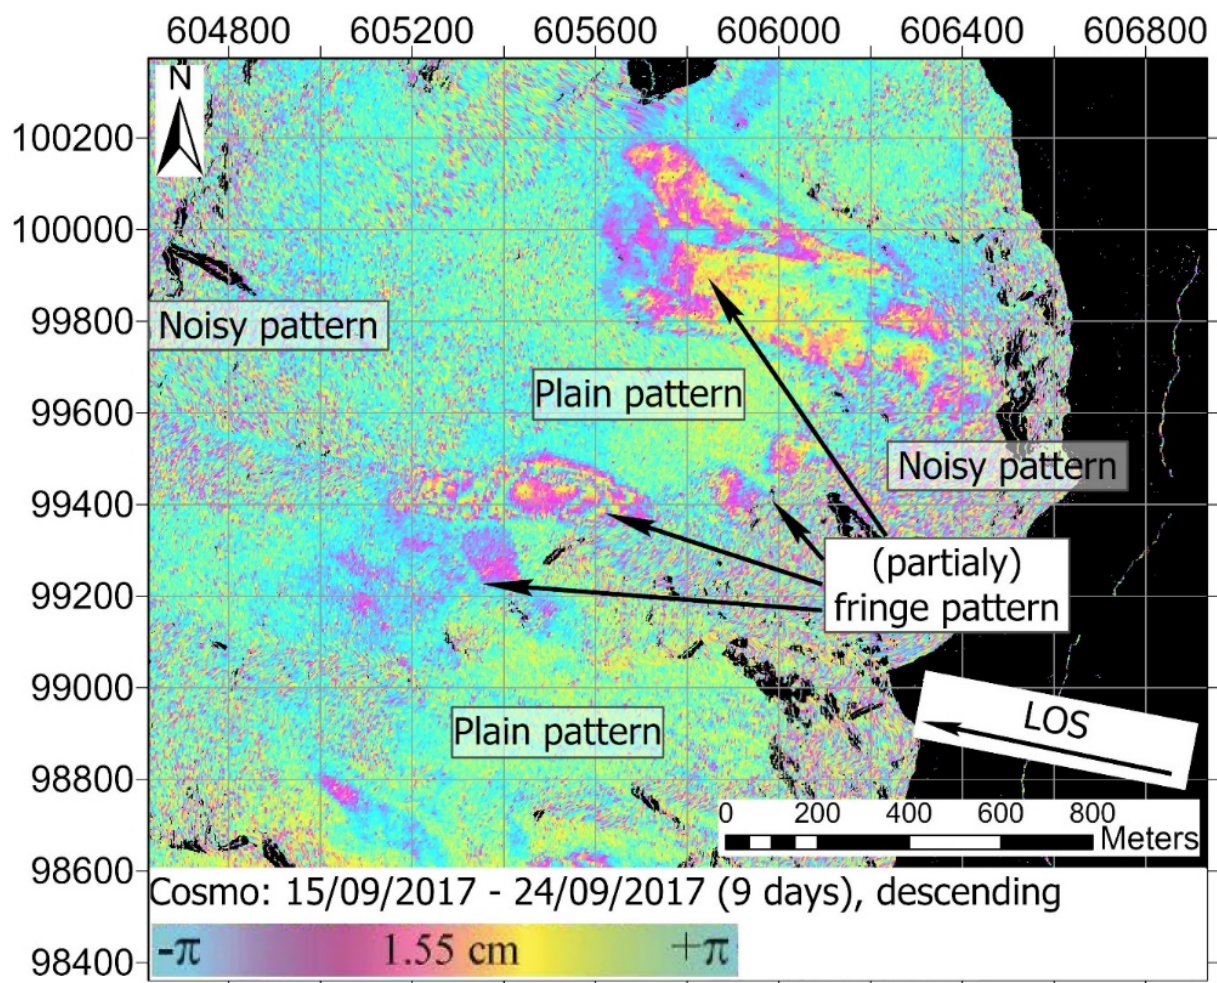 604800 605200 605600 606000 606400 606800
N
100200
100000
99800
Noisy pattern
Plain pattern
99600
Noisy pattern
99400
(partialy)
fringe pattern
99200
99000
LOS
Plain pattern
98800
0 200 400 600 800
Meters
98600
Cosmo: 15/09/2017 - 24/09/2017 (9 days), descending
-π 1.55 cm +π
98400